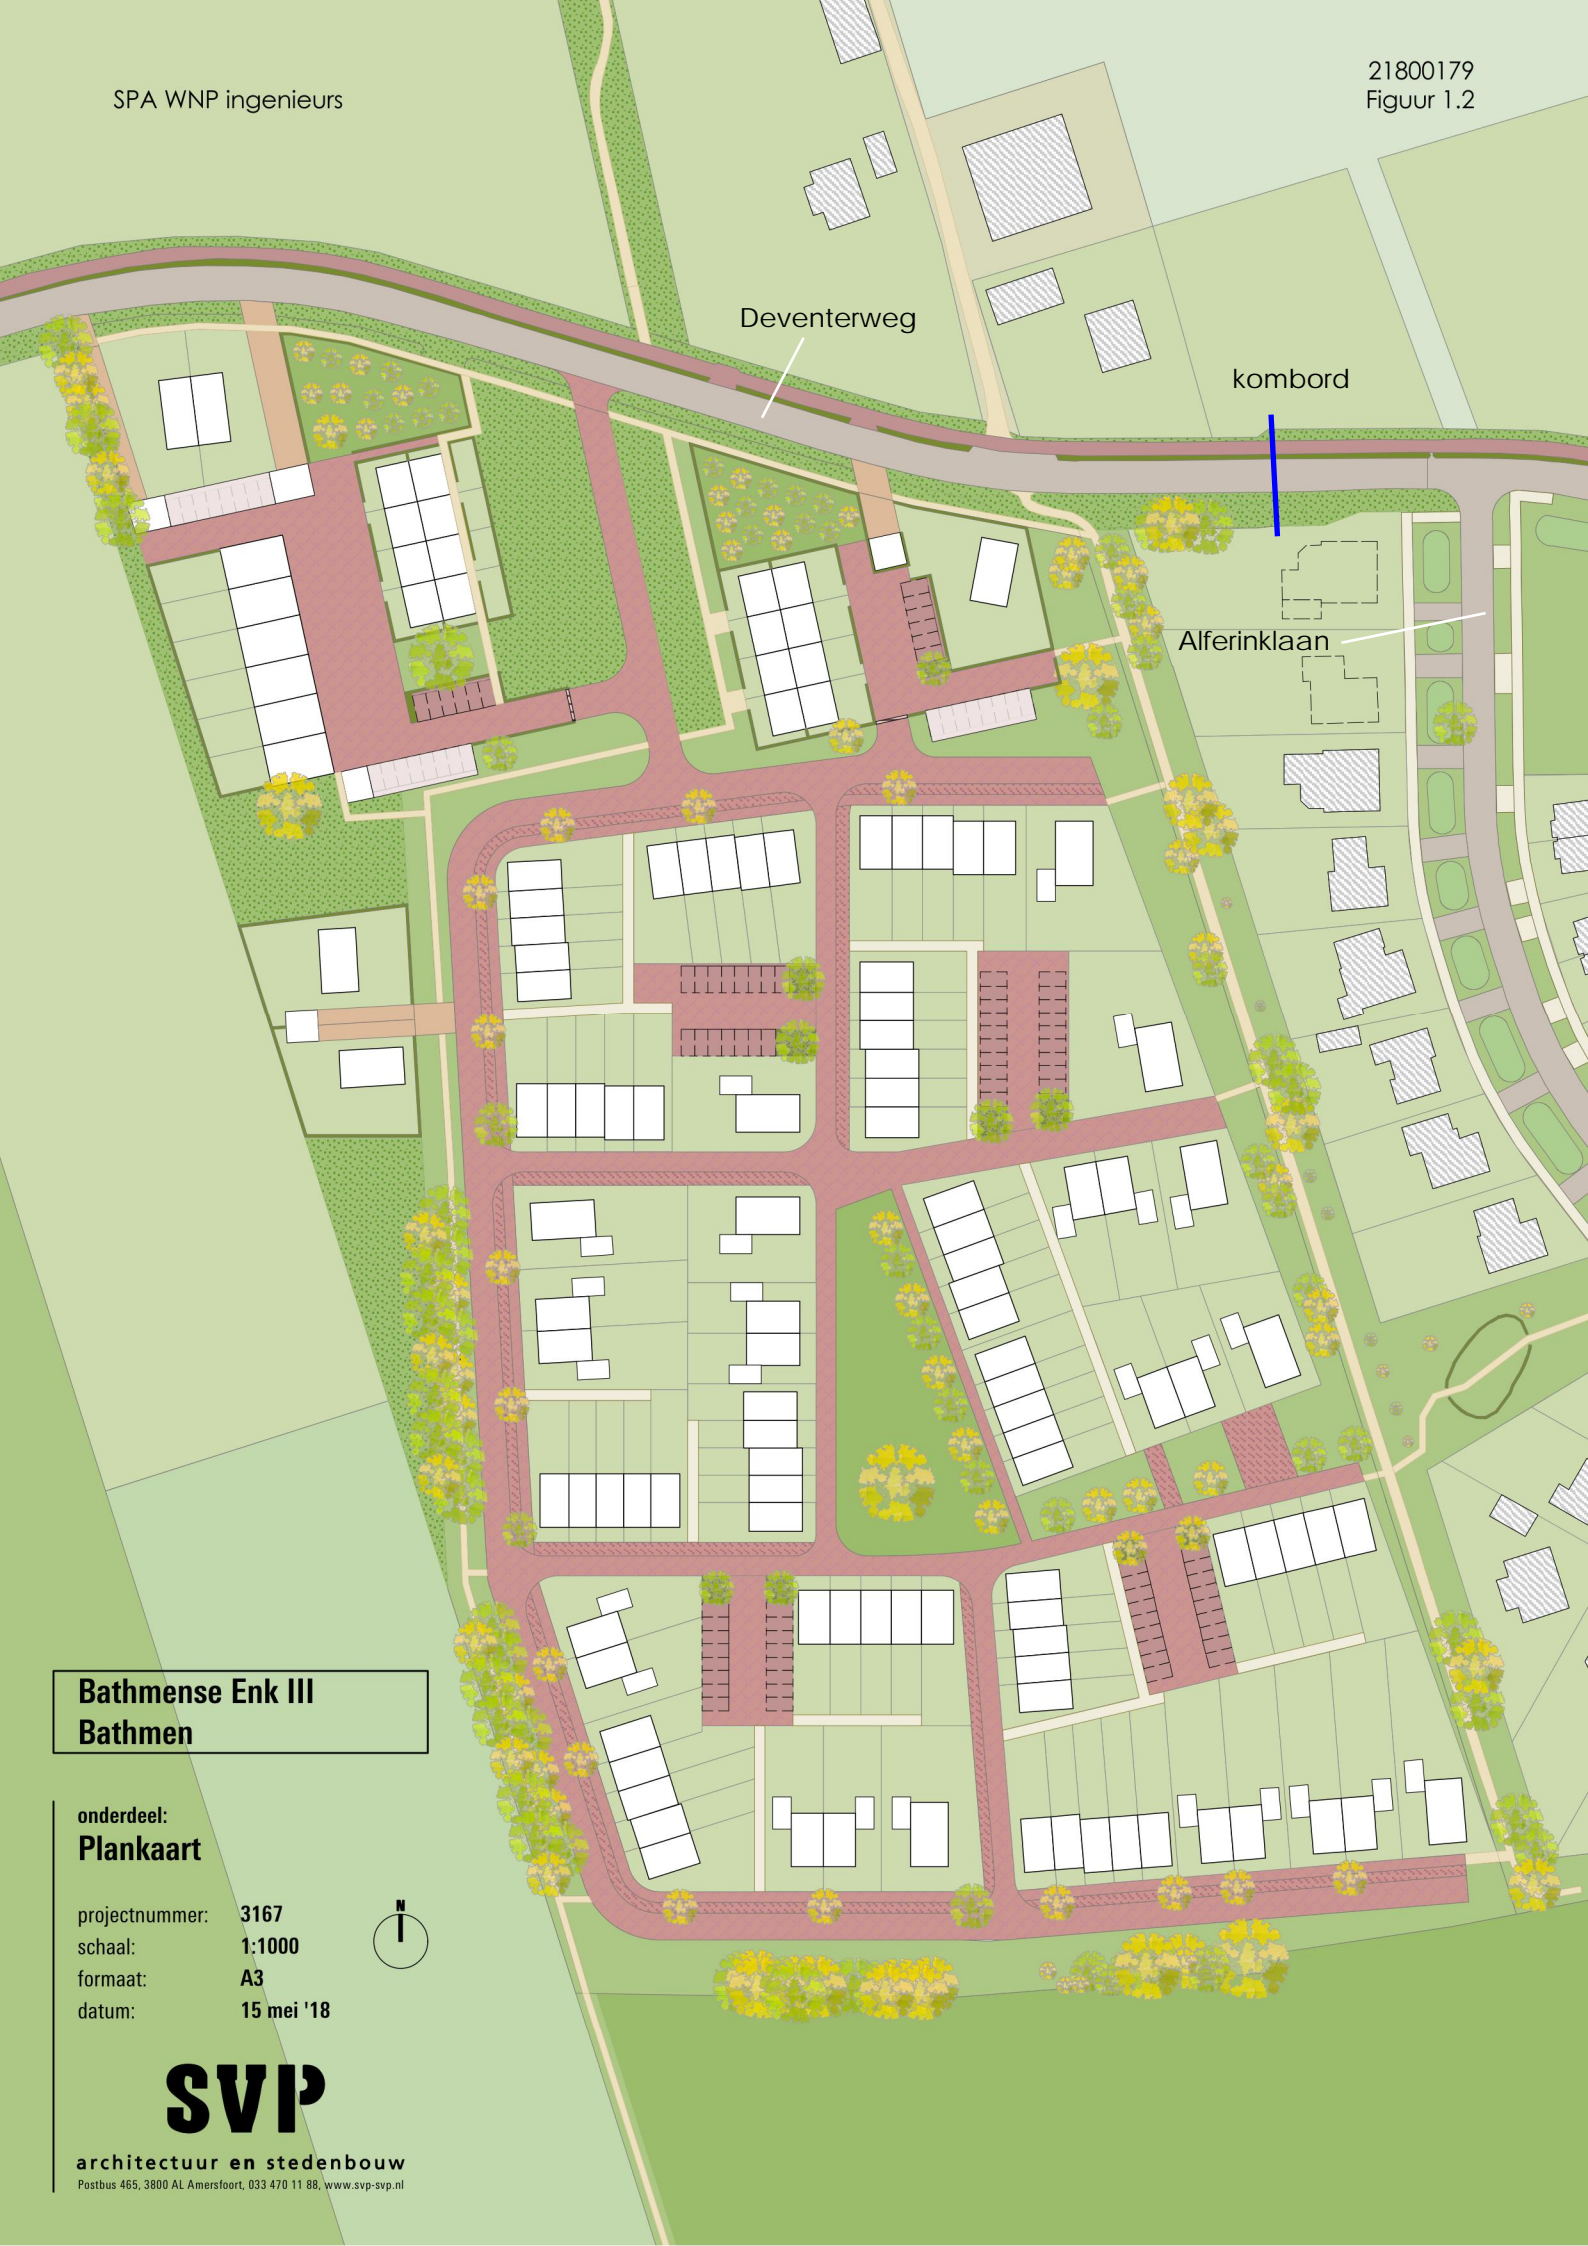 SPA WNP ingenieurs
21800179
Figuur 1.2
Deventerweg
kombord
Alferinklaan
Bathmense Enk III
Bathmen
onderdeel:
Plankaart
projectnummer: 3167
schaal: 1:1000
formaat: A3
datum: 15 mei '18
N
SVP
architectuur en stedenbouw
Postbus 465, 3800 AL Amersfoort, 033 470 11 88, www.svp-svp.nl